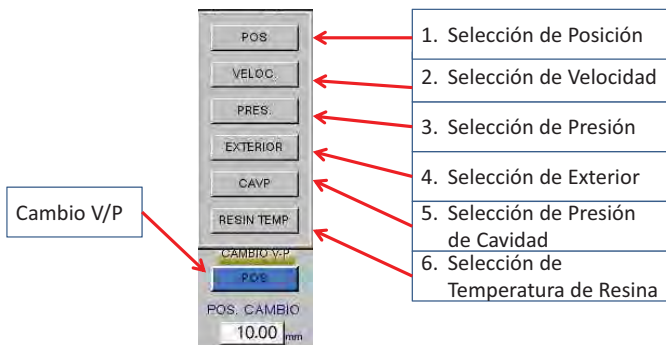 POS
VELOC.
PRES.
EXTERIOR
CAVP
RESIN TEMP
CAMBIO V-P
POS
POS. CAMBIO
10.00 mm
Cambio V/P
1. Selección de Posición
2. Selección de Velocidad
3. Selección de Presión
4. Selección de Exterior
5. Selección de Presión
de Cavidad
6. Selección de
Temperatura de Resina